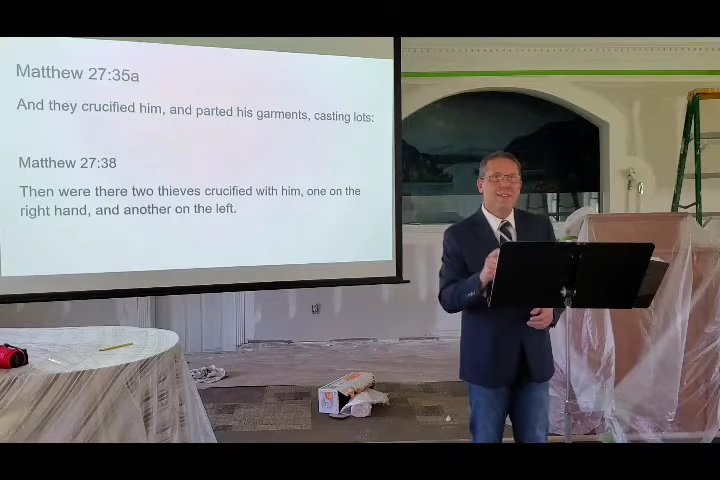 Matthew 27:35a
And they crucified him, and parted his garments, casting lots:
Matthew 27:38
Then were there two thieves crucified with him, one on the
right hand, and another on the left.